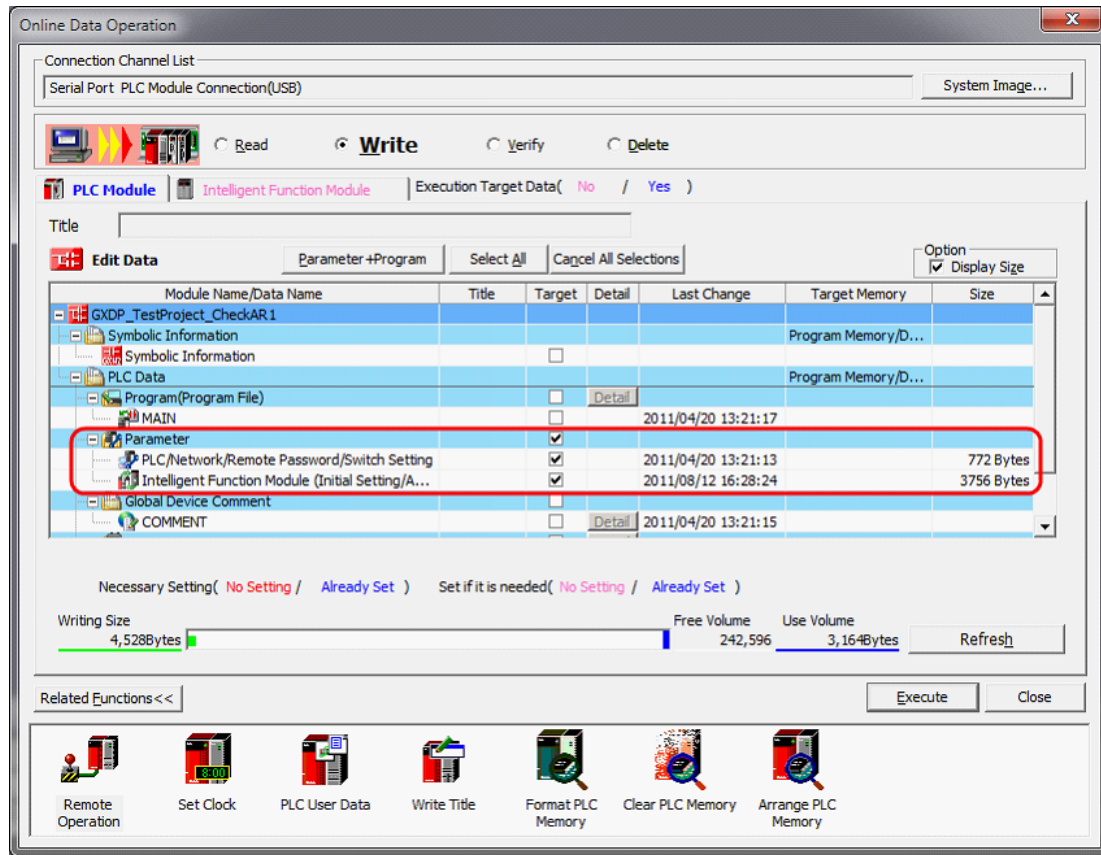 Online Data Operation
Connection Channel List
Serial Port PLC Module Connection(USB)
System Image...
Read
Write
Verify
Delete
PLC Module
Intelligent Function Module
Execution Target Data( No / Yes )
Title
Edit Data
Parameter+Program
Select All
Cancel All Selections
Option
Display Size
Module Name/Data Name Title Target Detail Last Change Target Memory Size
GXDP_TestProject_CheckAR1
Symbolic Information Program Memory/D...
Symbolic Information
PLC Data Program Memory/D...
Program(Program File) Detail
MAIN 2011/04/20 13:21:17
Parameter
PLC/Network/Remote Password/Switch Setting 2011/04/20 13:21:13 772 Bytes
Intelligent Function Module (Initial Setting/A... 2011/08/12 16:28:24 3756 Bytes
Global Device Comment
COMMENT Detail 2011/04/20 13:21:15
Necessary Setting( No Setting / Already Set ) Set if it is needed( No Setting / Already Set )
Writing Size
4,528Bytes
Free Volume
242,596
Use Volume
3,164Bytes
Refresh
Related Functions<<
Execute
Close
Remote Operation
Set Clock
PLC User Data
Write Title
Format PLC Memory
Clear PLC Memory
Arrange PLC Memory
8:00